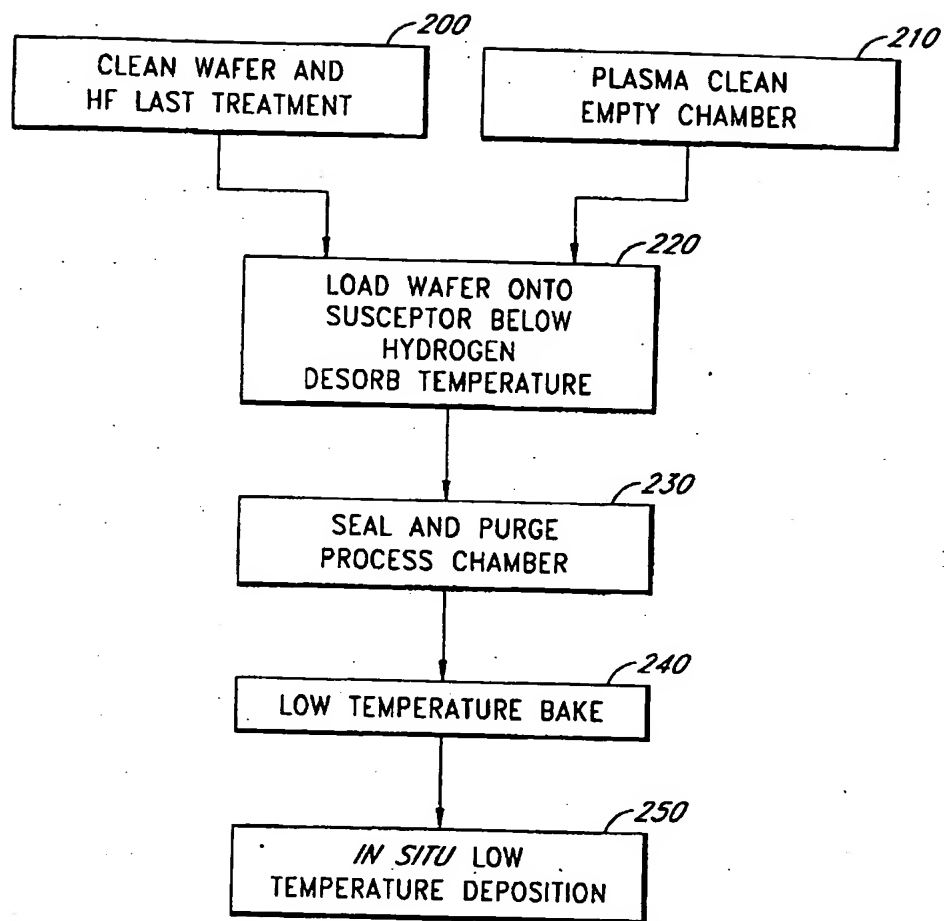 200
CLEAN WAFER AND
HF LAST TREATMENT
210
PLASMA CLEAN
EMPTY CHAMBER
220
LOAD WAFER ONTO
SUSCEPTOR BELOW
HYDROGEN
DESORB TEMPERATURE
230
SEAL AND PURGE
PROCESS CHAMBER
240
LOW TEMPERATURE BAKE
250
IN SITU LOW
TEMPERATURE DEPOSITION